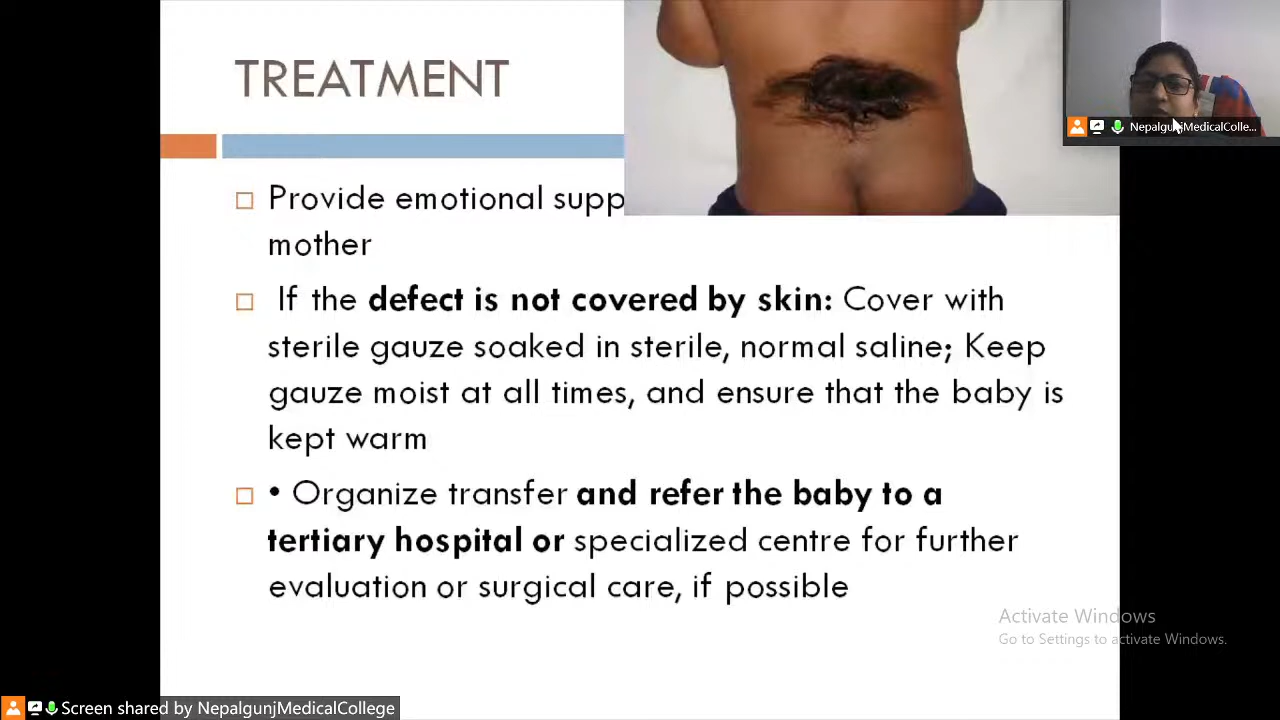 TREATMENT
NepalgunjMedicalColle...
Provide emotional supp
mother
If the defect is not covered by skin: Cover with
sterile gauze soaked in sterile, normal saline; Keep
gauze moist at all times, and ensure that the baby is
kept warm
• Organize transfer and refer the baby to a
tertiary hospital or specialized centre for further
evaluation or surgical care, if possible
Activate Windows
Go to Settings to activate Windows.
Screen shared by NepalgunjMedicalCollege